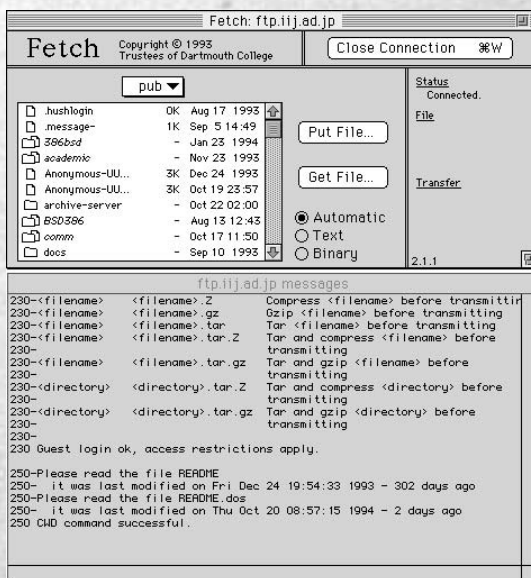 Fetch: ftp.iij.ad.jp
Fetch
Copyright © 1993
Trustees of Dartmouth College
Close Connection ⌘W
pub
.hushlogin 0K Aug 17 1993
.message- 1K Sep 5 14:49
386bsd - Jan 23 1994
academic - Nov 23 1993
Anonymous-UU... 3K Dec 24 1993
Anonymous-UU... 3K Oct 19 23:57
archive-server - Oct 22 02:00
BSD386 - Aug 13 12:43
comm - Oct 17 11:50
docs - Sep 10 1993
Put File...
Get File...
Automatic
Text
Binary
Status
Connected.
File
Transfer
2.1.1
ftp.iij.ad.jp messages
230-<filename> <filename>.Z Compress <filename> before transmittin
230-<filename> <filename>.gz Gzip <filename> before transmitting
230-<filename> <filename>.tar Tar <filename> before transmitting
230-<filename> <filename>.tar.Z Tar and compress <filename> before
230- transmitting
230-<filename> <filename>.tar.gz Tar and gzip <filename> before
230- transmitting
230-<directory> <directory>.tar.Z Tar and compress <directory> before
230- transmitting
230-<directory> <directory>.tar.gz Tar and gzip <directory> before
230- transmitting
230-
230 Guest login ok, access restrictions apply.
250-Please read the file README
250- it was last modified on Fri Dec 24 19:54:33 1993 - 302 days ago
250-Please read the file README.dos
250- it was last modified on Thu Oct 20 08:57:15 1994 - 2 days ago
250 CWD command successful.